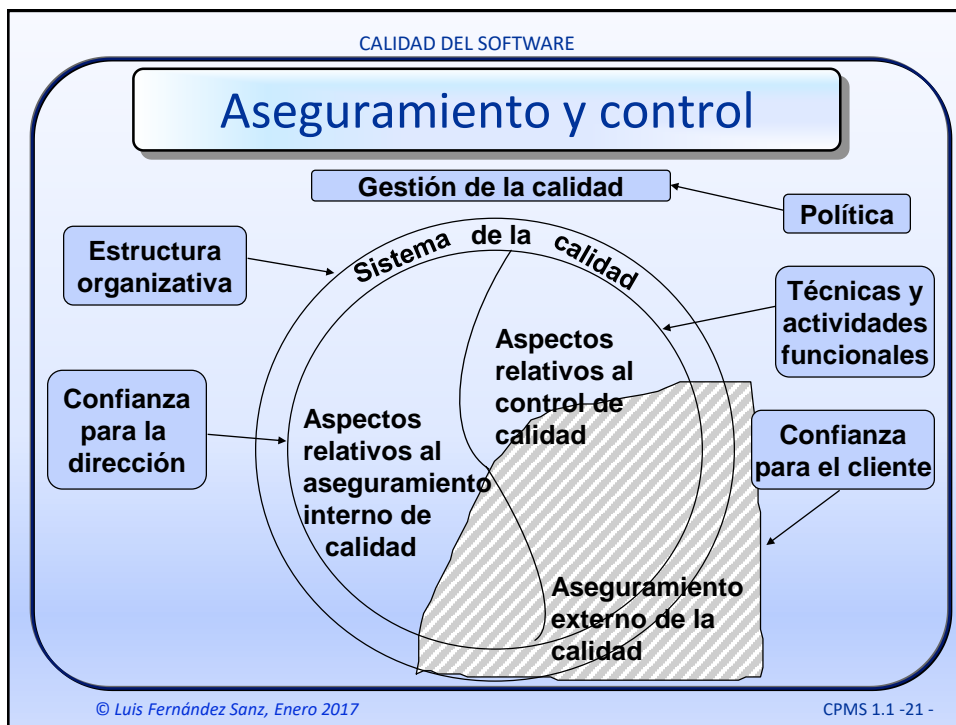 CALIDAD DEL SOFTWARE
Aseguramiento y control
Gestión de la calidad
Política
Estructura
organizativa
Sistema de la calidad
Técnicas y
actividades
funcionales
Aspectos
relativos al
control de
calidad
Confianza
para la
dirección
Aspectos
relativos al
aseguramiento
interno de
calidad
Confianza
para el cliente
Aseguramiento
externo de la
calidad
© Luis Fernández Sanz, Enero 2017
CPMS 1.1 -21 -